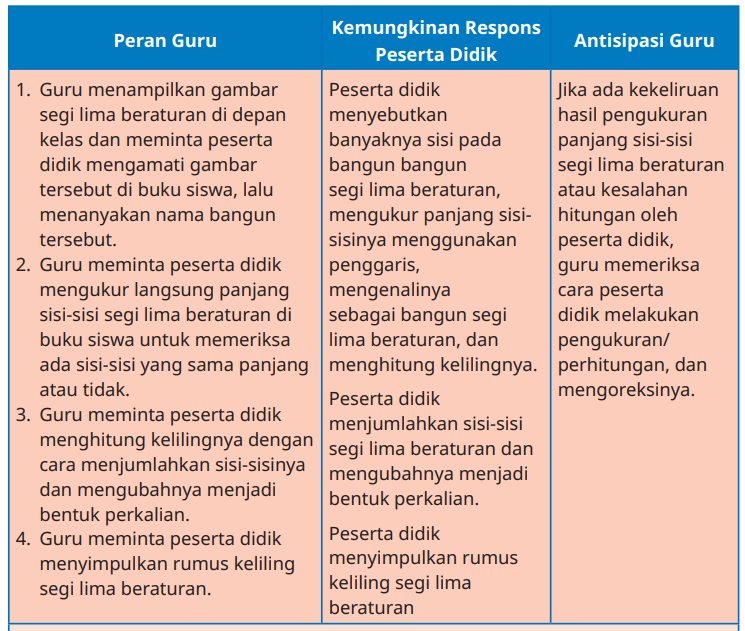 Peran Guru
Kemungkinan Respons
Peserta Didik
Antisipasi Guru
1. Guru menampilkan gambar
segi lima beraturan di depan
kelas dan meminta peserta
didik mengamati gambar
tersebut di buku siswa, lalu
menanyakan nama bangun
tersebut.
2. Guru meminta peserta didik
mengukur langsung panjang
sisi-sisi segi lima beraturan di
buku siswa untuk memeriksa
ada sisi-sisi yang sama panjang
atau tidak.
3. Guru meminta peserta didik
menghitung kelilingnya dengan
cara menjumlahkan sisi-sisinya
dan mengubahnya menjadi
bentuk perkalian.
4. Guru meminta peserta didik
menyimpulkan rumus keliling
segi lima beraturan.
Peserta didik
menyebutkan
banyaknya sisi pada
bangun bangun
segi lima beraturan,
mengukur panjang sisi-
sisinya menggunakan
penggaris,
mengenalinya
sebagai bangun segi
lima beraturan, dan
menghitung kelilingnya.
Peserta didik
menjumlahkan sisi-sisi
segi lima beraturan dan
mengubahnya menjadi
bentuk perkalian.
Peserta didik
menyimpulkan rumus
keliling segi lima
beraturan
Jika ada kekeliruan
hasil pengukuran
panjang sisi-sisi
segi lima beraturan
atau kesalahan
hitungan oleh
peserta didik,
guru memeriksa
cara peserta
didik melakukan
pengukuran/
perhitungan, dan
mengoreksinya.